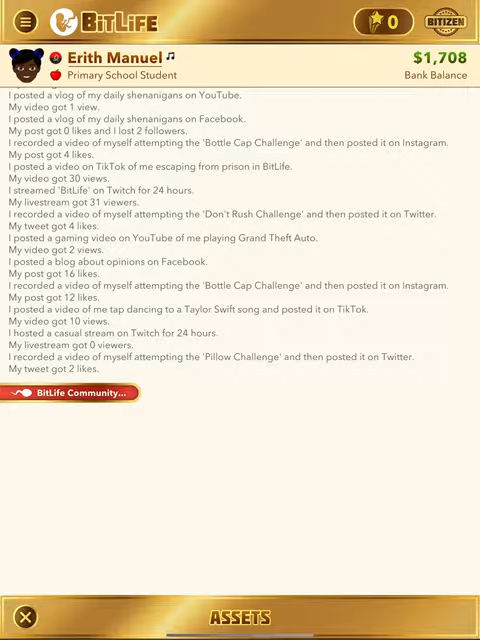 BITLIFE
0
BITIZEN
Erith Manuel
$1,708
Primary School Student
Bank Balance
I posted a vlog of my daily shenanigans on YouTube.
My video got 1 view.
I posted a vlog of my daily shenanigans on Facebook.
My post got 0 likes and I lost 2 followers.
I recorded a video of myself attempting the 'Bottle Cap Challenge' and then posted it on Instagram.
My post got 4 likes.
I posted a video on TikTok of me escaping from prison in BitLife.
My video got 30 views.
I streamed 'BitLife' on Twitch for 24 hours.
My livestream got 31 viewers.
I recorded a video of myself attempting the 'Don't Rush Challenge' and then posted it on Twitter.
My tweet got 4 likes.
I posted a gaming video on YouTube of me playing Grand Theft Auto.
My video got 2 views.
I posted a blog about opinions on Facebook.
My post got 16 likes.
I recorded a video of myself attempting the 'Bottle Cap Challenge' and then posted it on Instagram.
My post got 12 likes.
I posted a video of me tap dancing to a Taylor Swift song and posted it on TikTok.
My video got 10 views.
I hosted a casual stream on Twitch for 24 hours.
My livestream got 0 viewers.
I recorded a video of myself attempting the 'Pillow Challenge' and then posted it on Twitter.
My tweet got 2 likes.
BitLife Community...
ASSETS